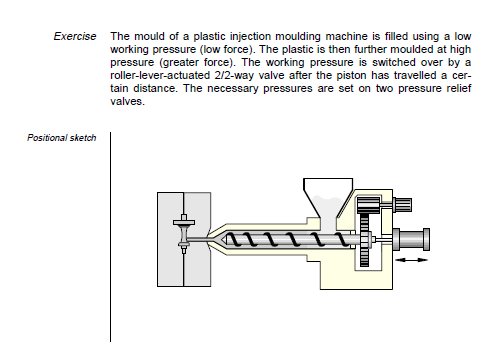 Exercise The mould of a plastic injection moulding machine is filled using a low
working pressure (low force). The plastic is then further moulded at high
pressure (greater force). The working pressure is switched over by a
roller-lever-actuated 2/2-way valve after the piston has travelled a cer-
tain distance. The necessary pressures are set on two pressure relief
valves.
Positional sketch